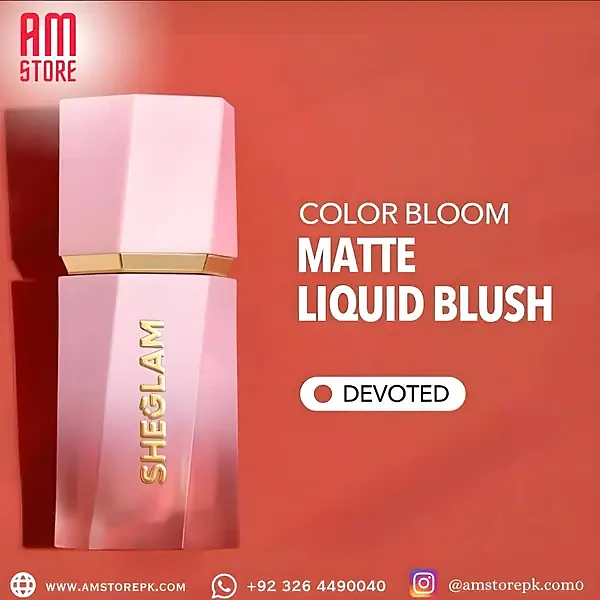 AM
STORE
COLOR BLOOM
MATTE
LIQUID BLUSH
DEVOTED
SHEGLAM
WWW.AMSTOREPK.COM
+92 326 4490040
@amstorepk.com0